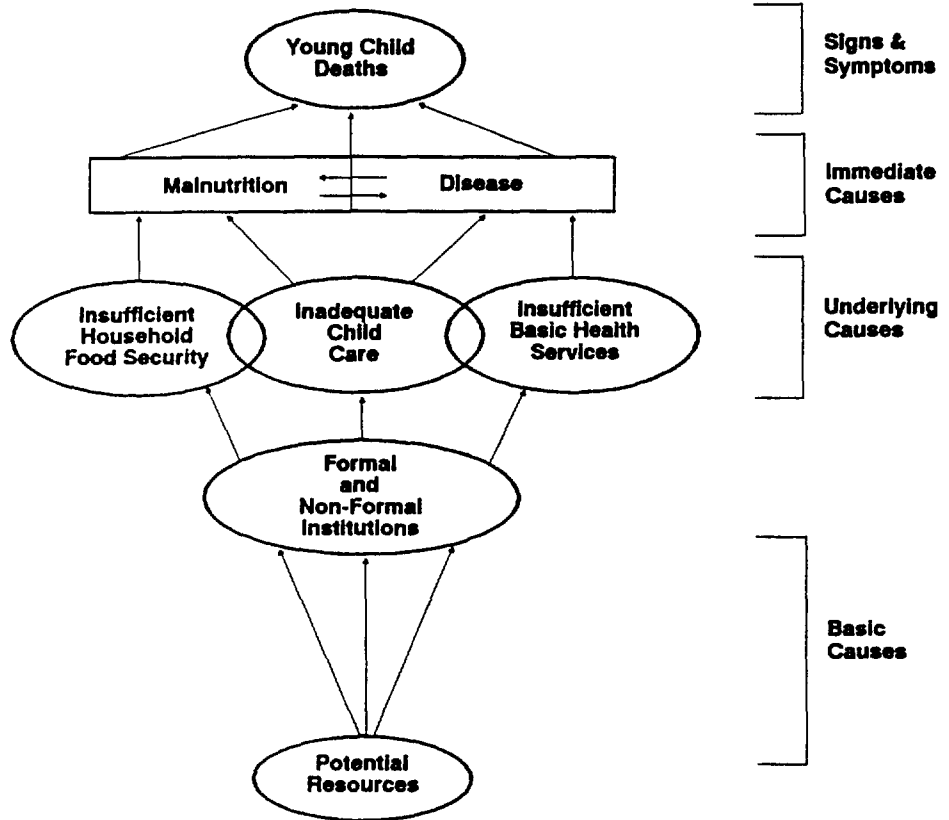 Young Child
Deaths
Signs &
Symptoms
Malnutrition
Disease
Immediate
Causes
Insufficient
Household
Food Security
Inadequate
Child
Care
Insufficient
Basic Health
Services
Underlying
Causes
Formal
and
Non-Formal
Institutions
Basic
Causes
Potential
Resources